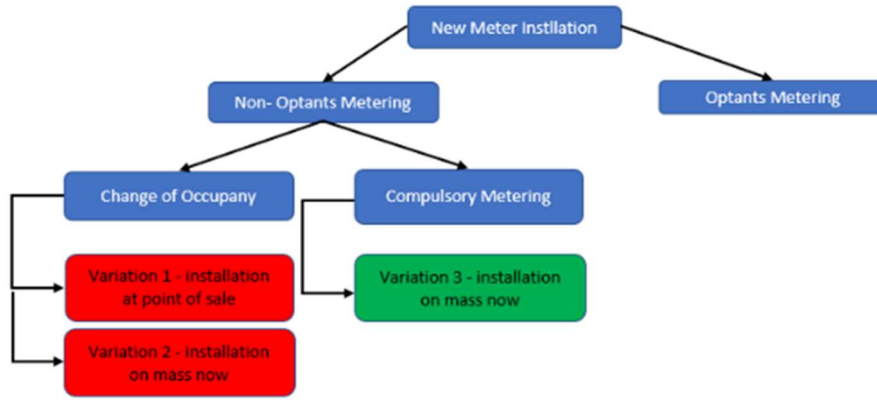 New Meter Instllation
Non- Optants Metering
Optants Metering
Change of Occupany
Compulsory Metering
Variation 1 - installation
at point of sale
Variation 3 - installation
on mass now
Variation 2 - installation
on mass now